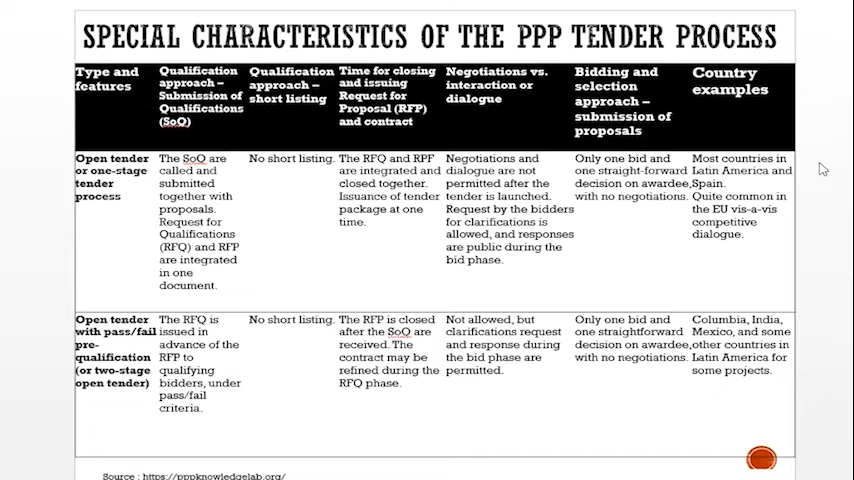 SPECIAL CHARACTERISTICS OF THE PPP TENDER PROCESS
Type and
features
Qualification
approach –
Submission of
Qualifications
(SoQ)
Qualification
approach –
short listing
Time for closing
and issuing
Request for
Proposal (RFP)
and contract
Negotiations vs.
interaction or
dialogue
Bidding and
selection
approach –
submission of
proposals
Country
examples
Open tender
or one-stage
tender
process
The SoQ are
called and
submitted
together with
proposals.
Request for
Qualifications
(RFQ) and RFP
are integrated
in one
document.
No short listing.
The RFQ and RPF
are integrated and
closed together.
Issuance of tender
package at one
time.
Negotiations and
dialogue are not
permitted after the
tender is launched.
Request by the bidders
for clarifications is
allowed, and responses
are public during the
bid phase.
Only one bid and
one straight-forward
decision on awardee,
with no negotiations.
Most countries in
Latin America and
Spain.
Quite common in
the EU vis-a-vis
competitive
dialogue.
Open tender
with pass/fail
pre-
qualification
(or two-stage
open tender)
The RFQ is
issued in
advance of the
RFP to
qualifying
bidders, under
pass/fail
criteria.
No short listing.
The RFP is closed
after the SoQ are
received. The
contract may be
refined during the
RFQ phase.
Not allowed, but
clarifications request
and response during
the bid phase are
permitted.
Only one bid and
one straightforward
decision on awardee,
with no negotiations.
Columbia, India,
Mexico, and some
other countries in
Latin America for
some projects.
Source : https://pppknowledgelab.org/